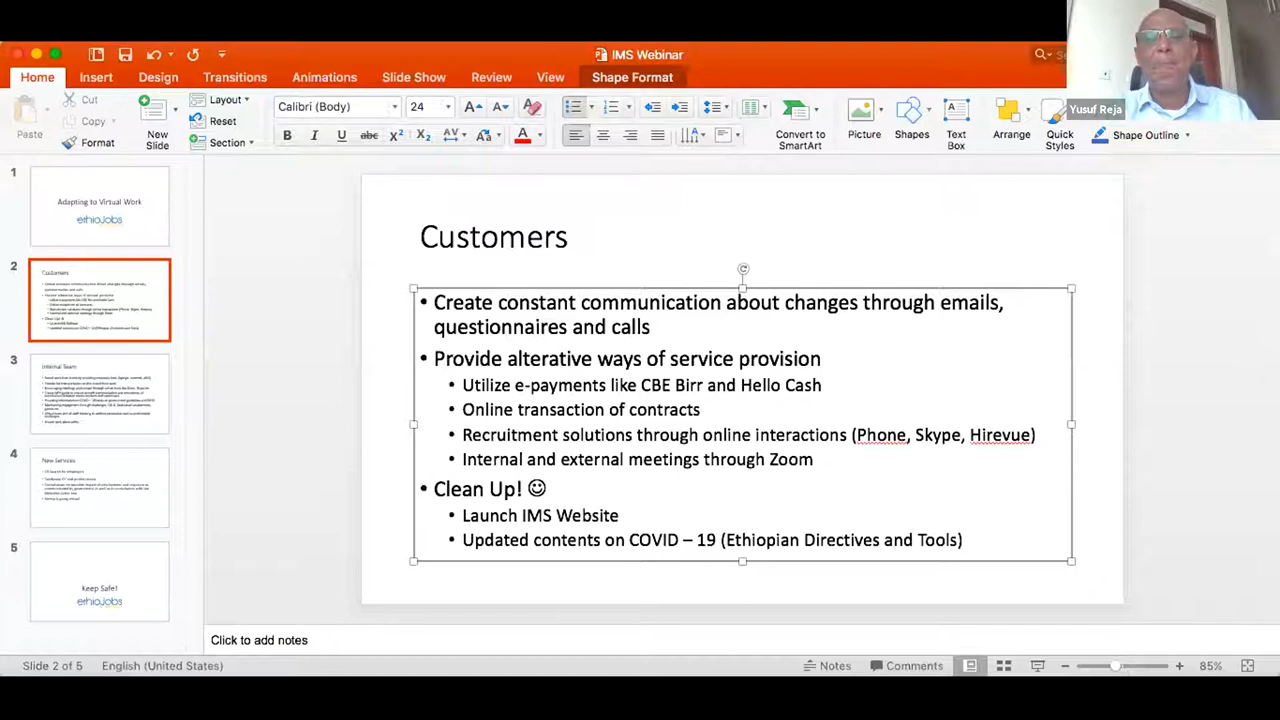 IMS Webinar
Home Insert Design Transitions Animations Slide Show Review View Shape Format
Yusuf Reja
Paste
Cut
Copy
Format
New Slide
Layout
Reset
Section
Calibri (Body) 24
Convert to SmartArt
Picture
Shapes
Text Box
Arrange
Quick Styles
Shape Outline
1
Adapting to Virtual Work
ethiojobs
2
Customers
3
Internal Team
4
New Services
5
Keep Safe!
ethiojobs
Customers
• Create constant communication about changes through emails,
questionnaires and calls
• Provide alterative ways of service provision
• Utilize e-payments like CBE Birr and Hello Cash
• Online transaction of contracts
• Recruitment solutions through online interactions (Phone, Skype, Hirevue)
• Internal and external meetings through Zoom
• Clean Up! ☺
• Launch IMS Website
• Updated contents on COVID – 19 (Ethiopian Directives and Tools)
Click to add notes
Slide 2 of 5 English (United States) Notes Comments 85%